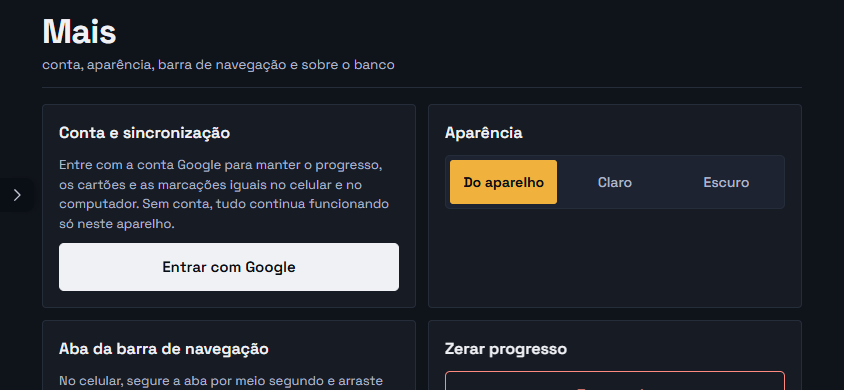 Mais
conta, aparência, barra de navegação e sobre o banco
Conta e sincronização
Entre com a conta Google para manter o progresso,
os cartões e as marcações iguais no celular e no
computador. Sem conta, tudo continua funcionando
só neste aparelho.
Entrar com Google
Aparência
Do aparelho
Claro
Escuro
Aba da barra de navegação
No celular, segure a aba por meio segundo e arraste
Zerar progresso